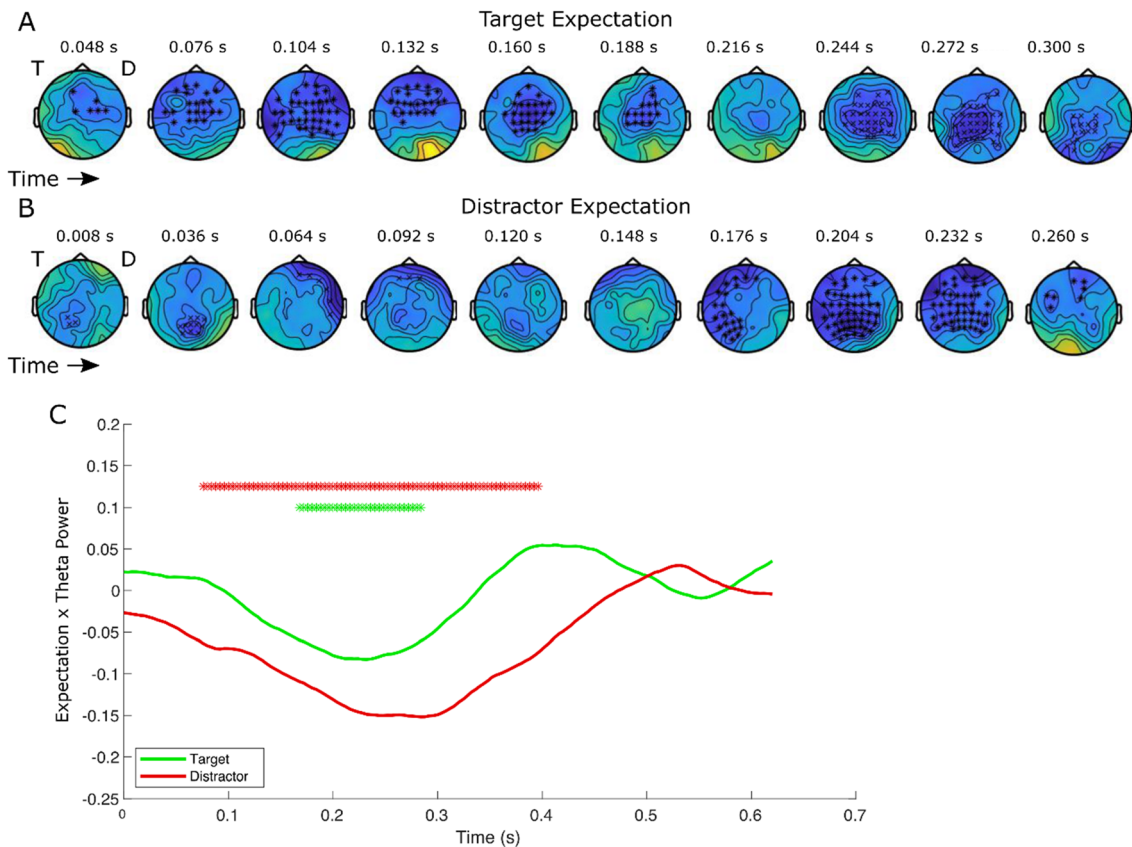 A
Target Expectation
0.048 s 0.076 s 0.104 s 0.132 s 0.160 s 0.188 s 0.216 s 0.244 s 0.272 s 0.300 s
T D
Time →
B
Distractor Expectation
0.008 s 0.036 s 0.064 s 0.092 s 0.120 s 0.148 s 0.176 s 0.204 s 0.232 s 0.260 s
T D
Time →
C
Expectation x Theta Power
0.2
0.15
0.1
0.05
0
-0.05
-0.1
-0.15
-0.2
-0.25
Target
Distractor
0 0.1 0.2 0.3 0.4 0.5 0.6 0.7
Time (s)